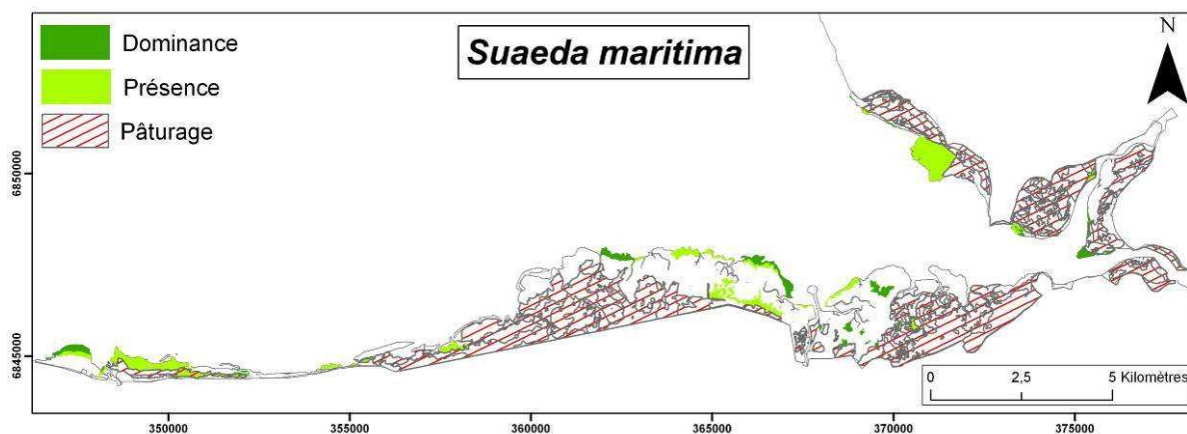 Suaeda maritima
Dominance
Présence
Pâturage
N
6850000
6845000
0 2,5 5 Kilomètres
350000 355000 360000 365000 370000 375000